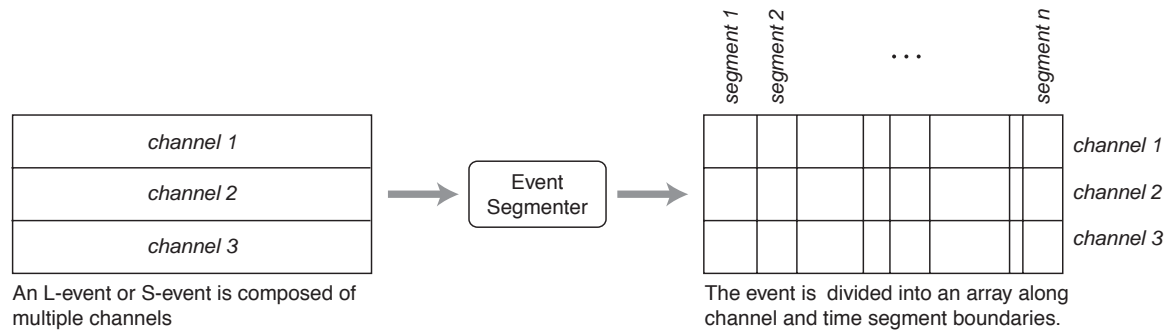 segment 1
segment 2
...
segment n
channel 1
channel 2
channel 3
Event
Segmenter
channel 1
channel 2
channel 3
An L-event or S-event is composed of
multiple channels
The event is divided into an array along
channel and time segment boundaries.